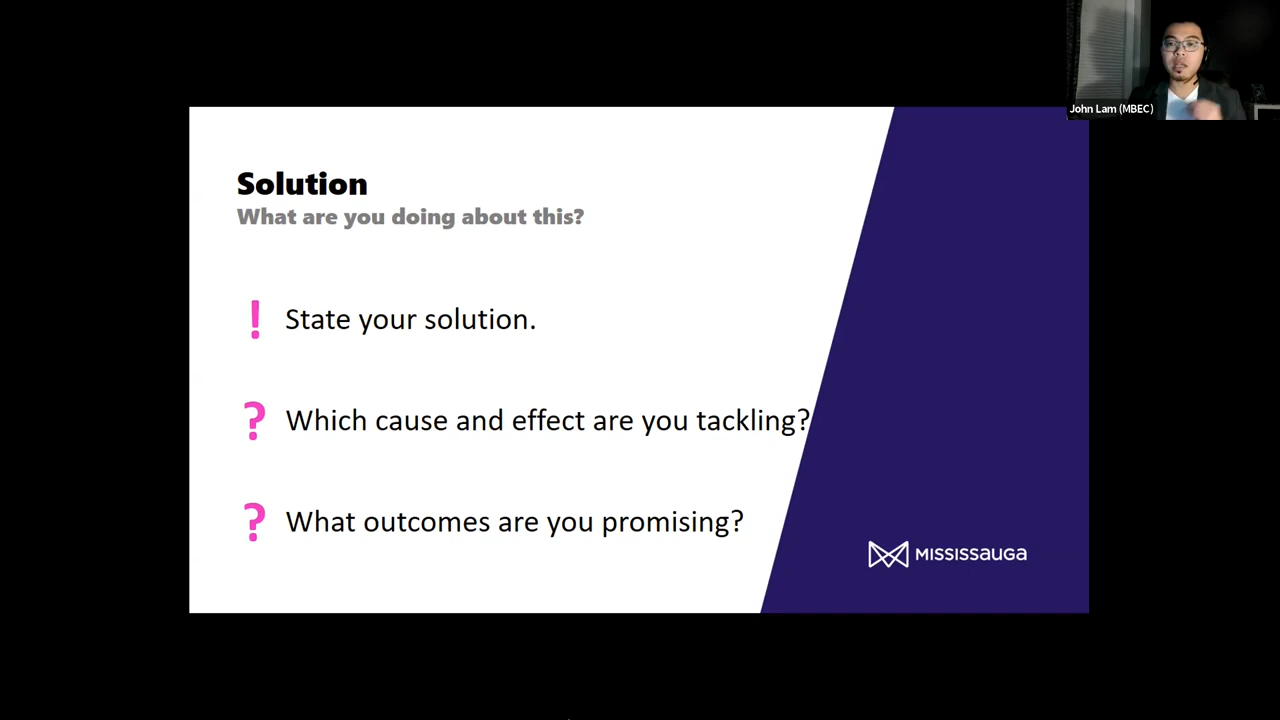 John Lam (MBEC)
Solution
What are you doing about this?
! State your solution.
? Which cause and effect are you tackling?
? What outcomes are you promising?
MISSISSAUGA